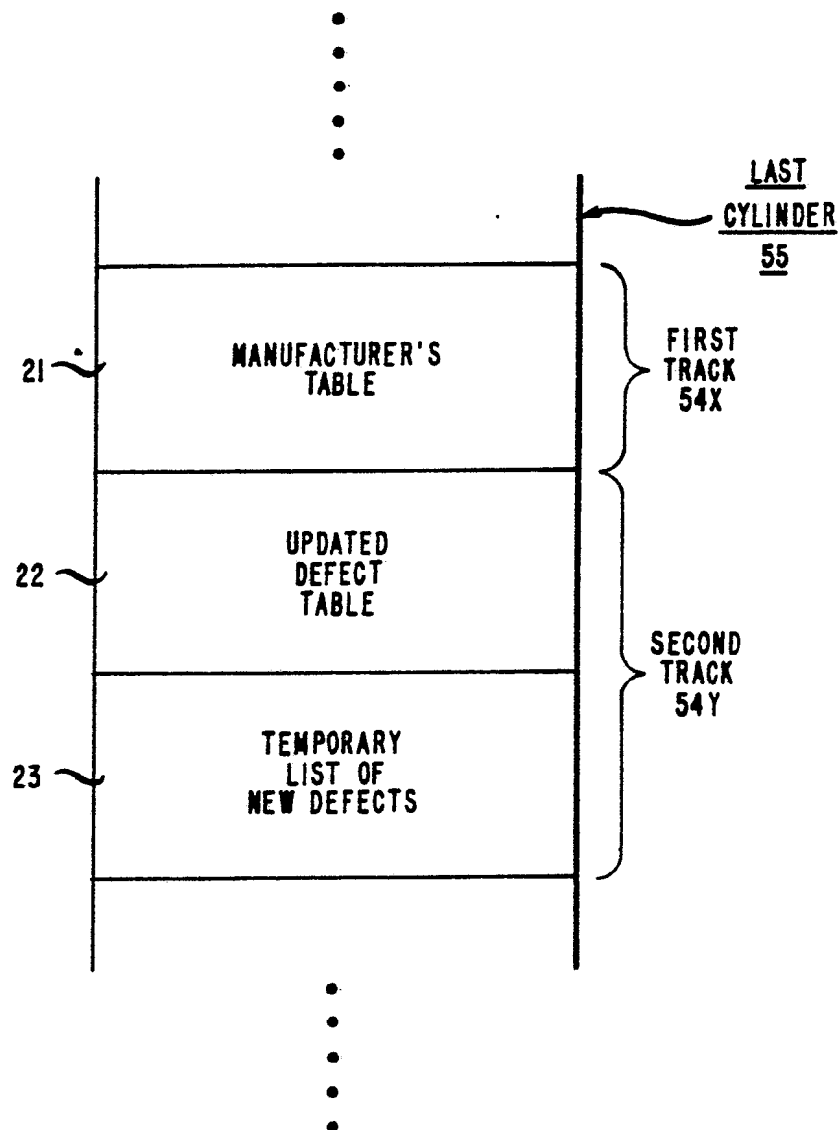 LAST
CYLINDER
55
21
MANUFACTURER'S
TABLE
FIRST
TRACK
54X
22
UPDATED
DEFECT
TABLE
SECOND
TRACK
54Y
23
TEMPORARY
LIST OF
NEW DEFECTS